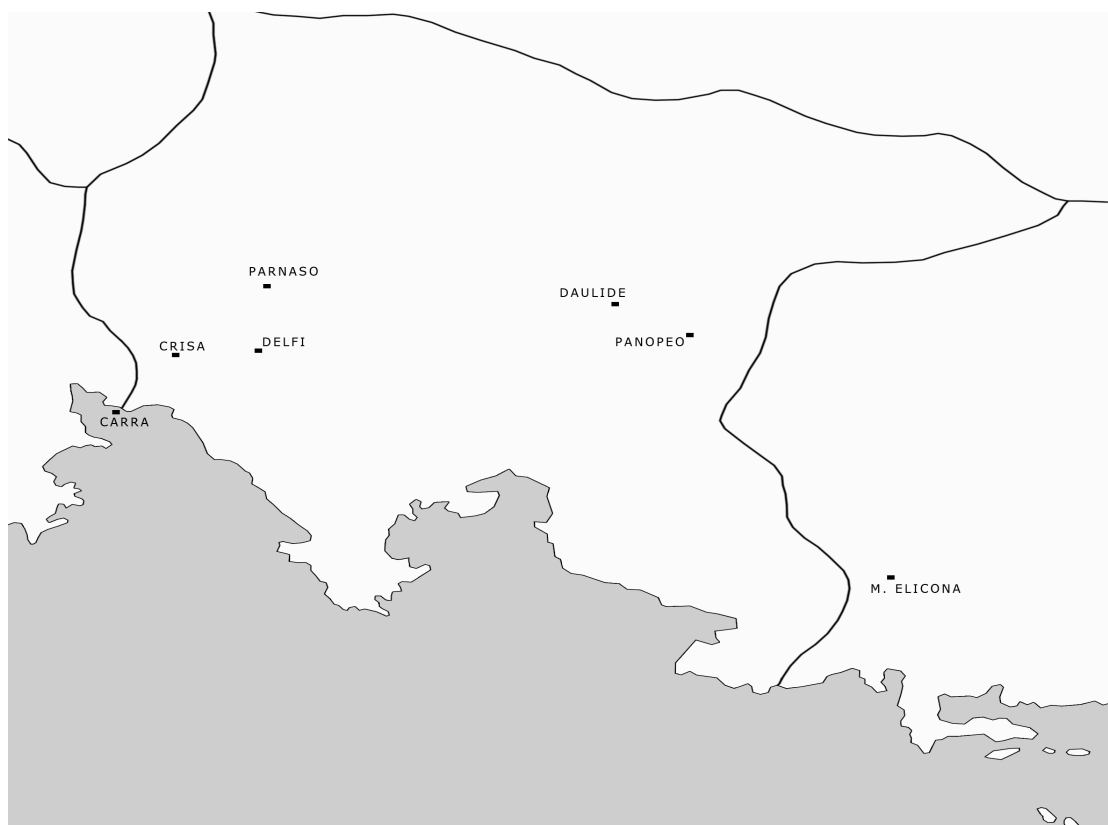 PARNASO
DAULIDE
CRISA
DELFI
PANOPEO
CARRA
M. ELICONA